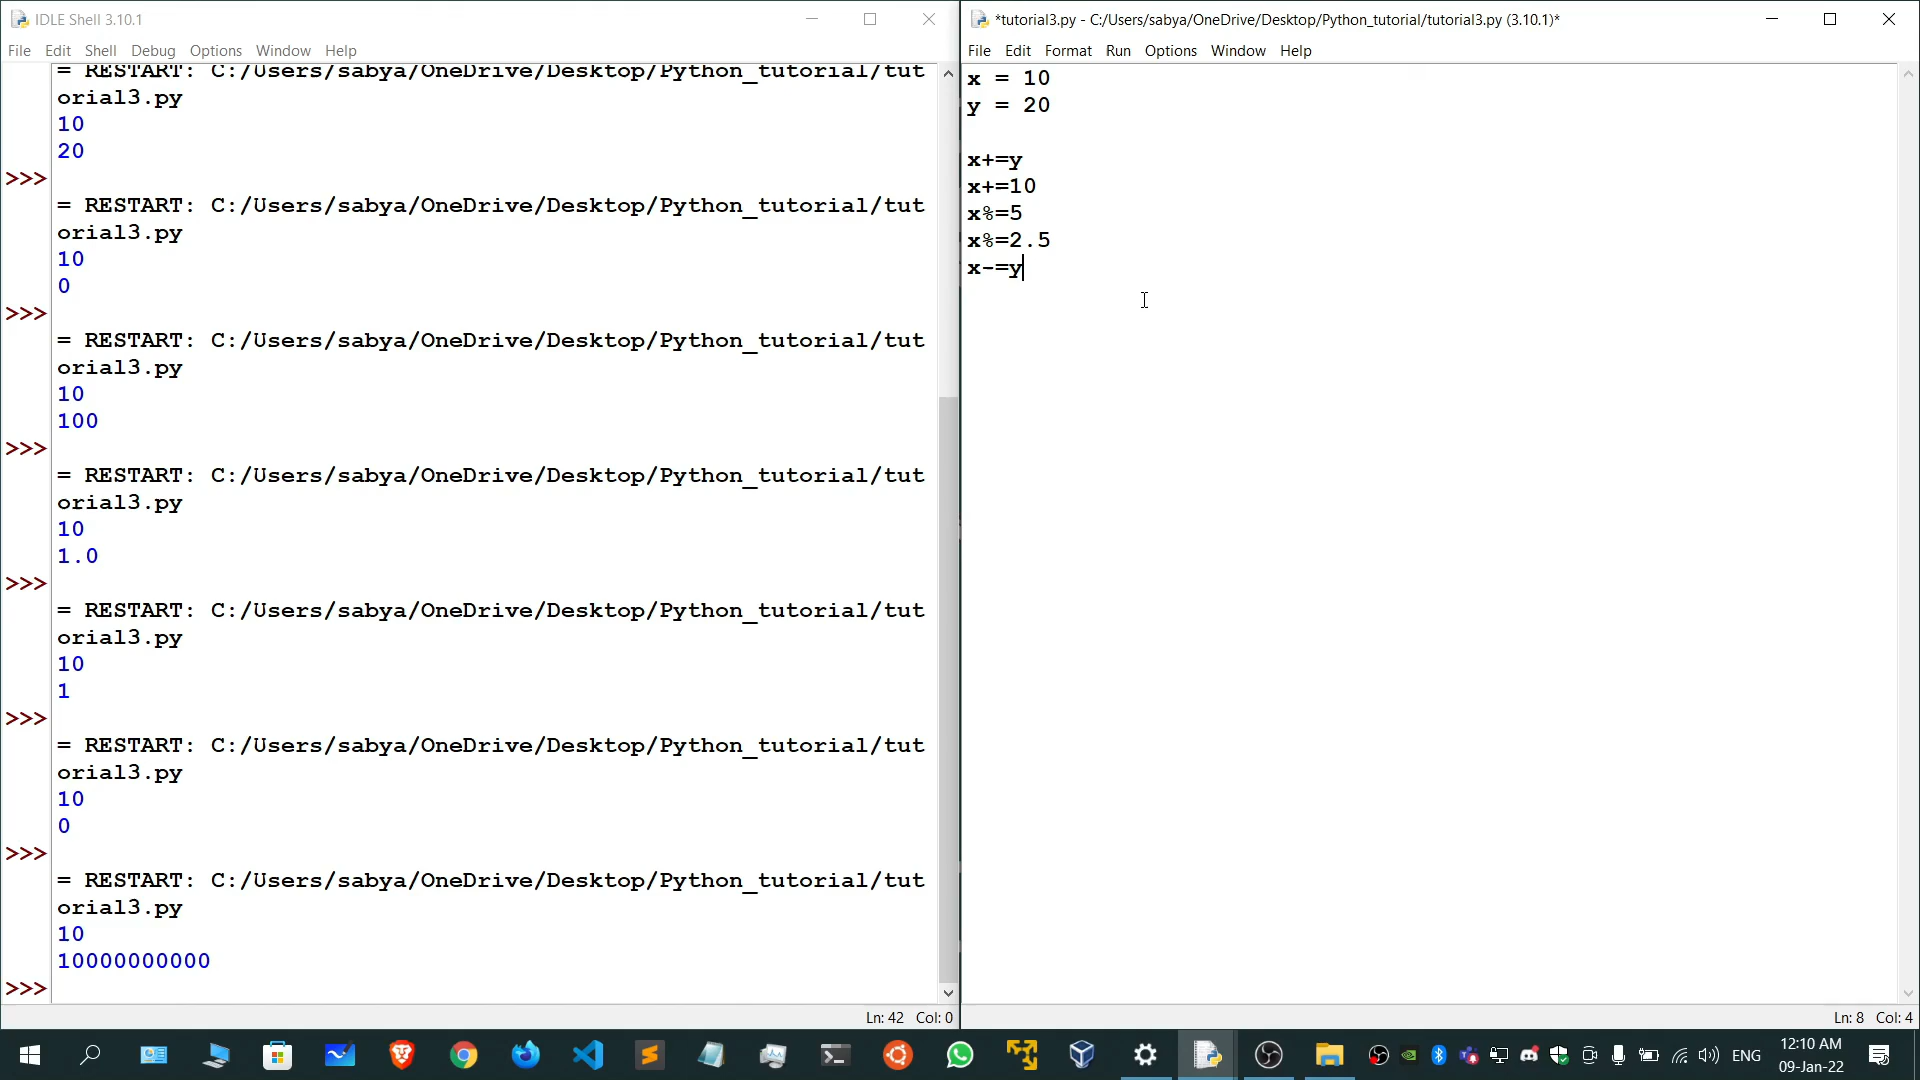 IDLE Shell 3.10.1
File Edit Shell Debug Options Window Help
= RESTART: C:/Users/sabya/OneDrive/Desktop/Python_tutorial/tut
orial3.py
10
20
>>>
= RESTART: C:/Users/sabya/OneDrive/Desktop/Python_tutorial/tut
orial3.py
10
0
>>>
= RESTART: C:/Users/sabya/OneDrive/Desktop/Python_tutorial/tut
orial3.py
10
100
>>>
= RESTART: C:/Users/sabya/OneDrive/Desktop/Python_tutorial/tut
orial3.py
10
1.0
>>>
= RESTART: C:/Users/sabya/OneDrive/Desktop/Python_tutorial/tut
orial3.py
10
1
>>>
= RESTART: C:/Users/sabya/OneDrive/Desktop/Python_tutorial/tut
orial3.py
10
0
>>>
= RESTART: C:/Users/sabya/OneDrive/Desktop/Python_tutorial/tut
orial3.py
10
10000000000
>>>
Ln: 42 Col: 0
*tutorial3.py - C:/Users/sabya/OneDrive/Desktop/Python_tutorial/tutorial3.py (3.10.1)*
File Edit Format Run Options Window Help
x = 10
y = 20
x+=y
x+=10
x%=5
x%=2.5
x-=y
Ln: 8 Col: 4
ENG
12:10 AM
09-Jan-22